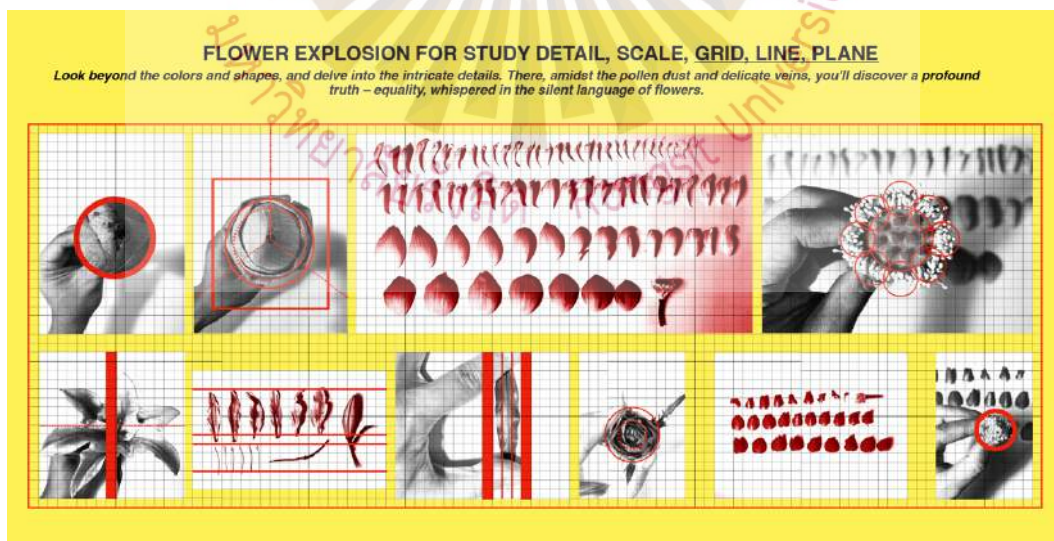 FLOWER EXPLOSION FOR STUDY DETAIL, SCALE, GRID, LINE, PLANE
Look beyond the colors and shapes, and delve into the intricate details. There, amidst the pollen dust and delicate veins, you'll discover a profound
truth – equality, whispered in the silent language of flowers.